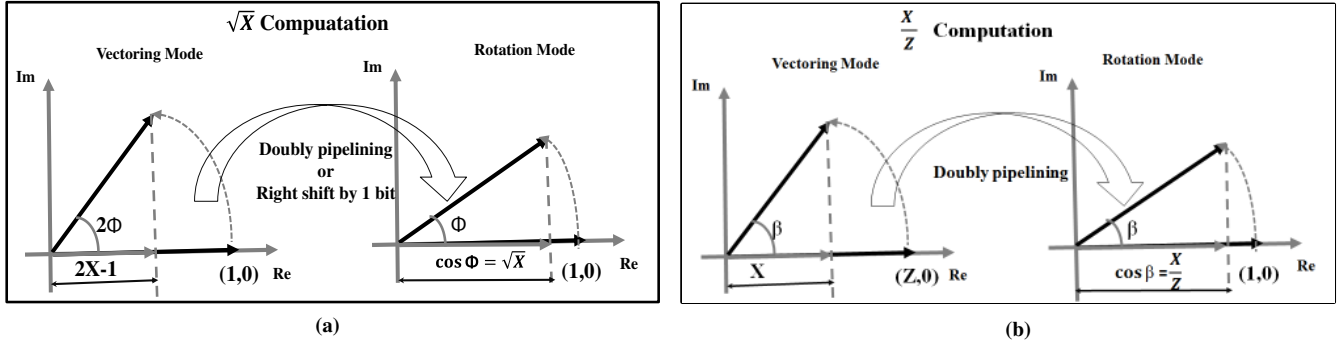 √X Compuatation
Vectoring Mode
Rotation Mode
Im
Im
Doubly pipelining
or
Right shift by 1 bit
2Φ
Φ
2X-1
(1,0)
Re
cos Φ = √X
(1,0)
Re
(a)
X/Z Computation
Vectoring Mode
Rotation Mode
Im
Im
Doubly pipelining
β
β
X
(Z,0)
Re
cos β = X/Z
(1,0)
Re
(b)